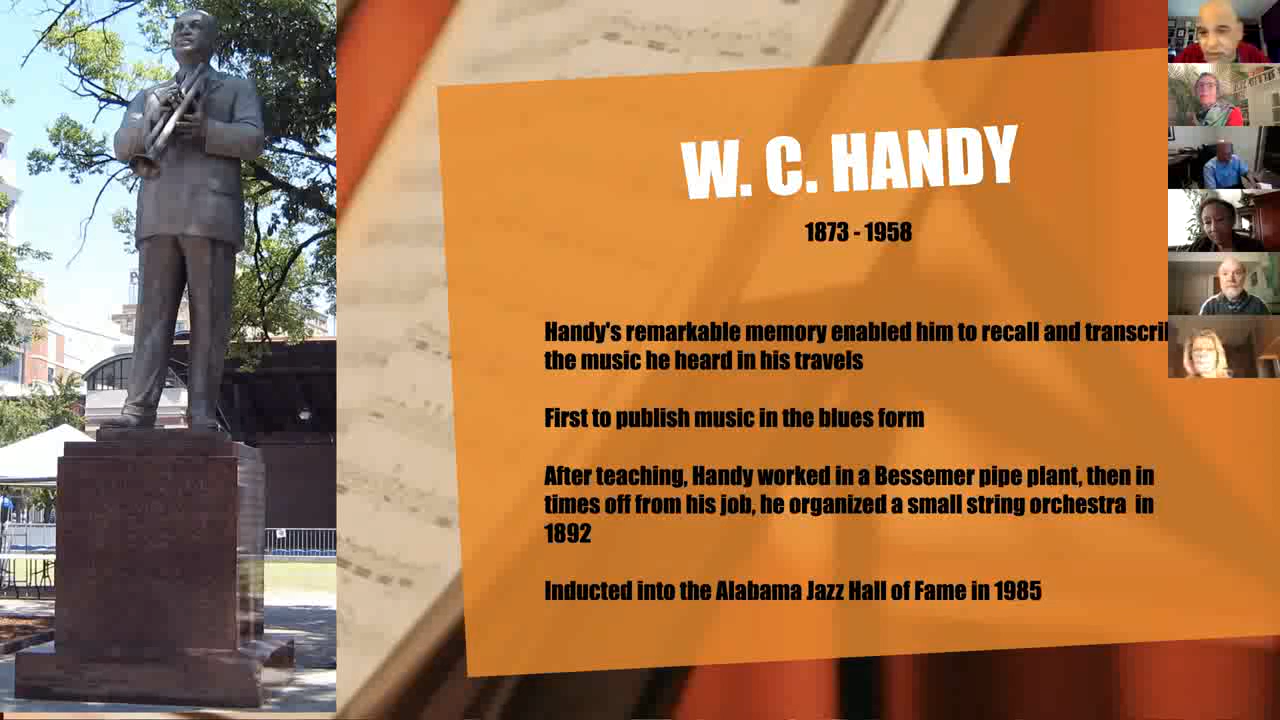 W. C. HANDY
1873 - 1958
Handy's remarkable memory enabled him to recall and
the music he heard in his travels
First to publish music in the blues form
After teaching, Handy worked in a Bessemer pipe plant, then in
times off from his job, he organized a small string orchestra in
1892
Inducted into the Alabama Jazz Hall of Fame in 1985